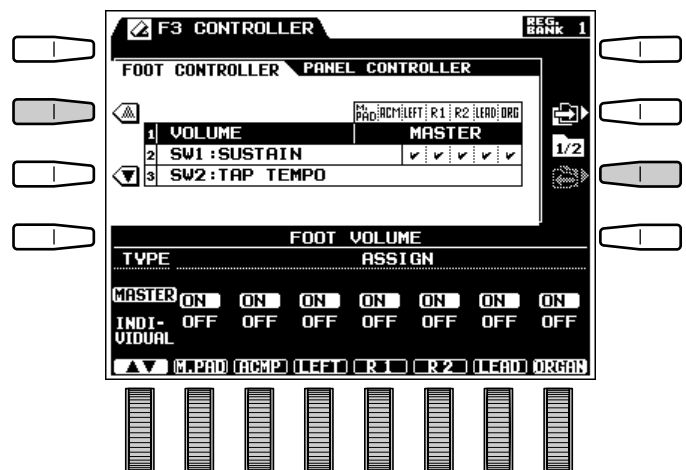 F3 CONTROLLER
REG. BANK 1
FOOT CONTROLLER PANEL CONTROLLER
M. PAD ACM LEFT R1 R2 LEAD ORG
1 VOLUME MASTER
2 SW1:SUSTAIN ✔ ✔ ✔ ✔ ✔
1/2
3 SW2:TAP TEMPO
FOOT VOLUME
TYPE ASSIGN
MASTER ON ON ON ON ON ON ON
INDI-VIDUAL OFF OFF OFF OFF OFF OFF OFF
▲▼ M.PAD ACMP LEFT R1 R2 LEAD ORGAN